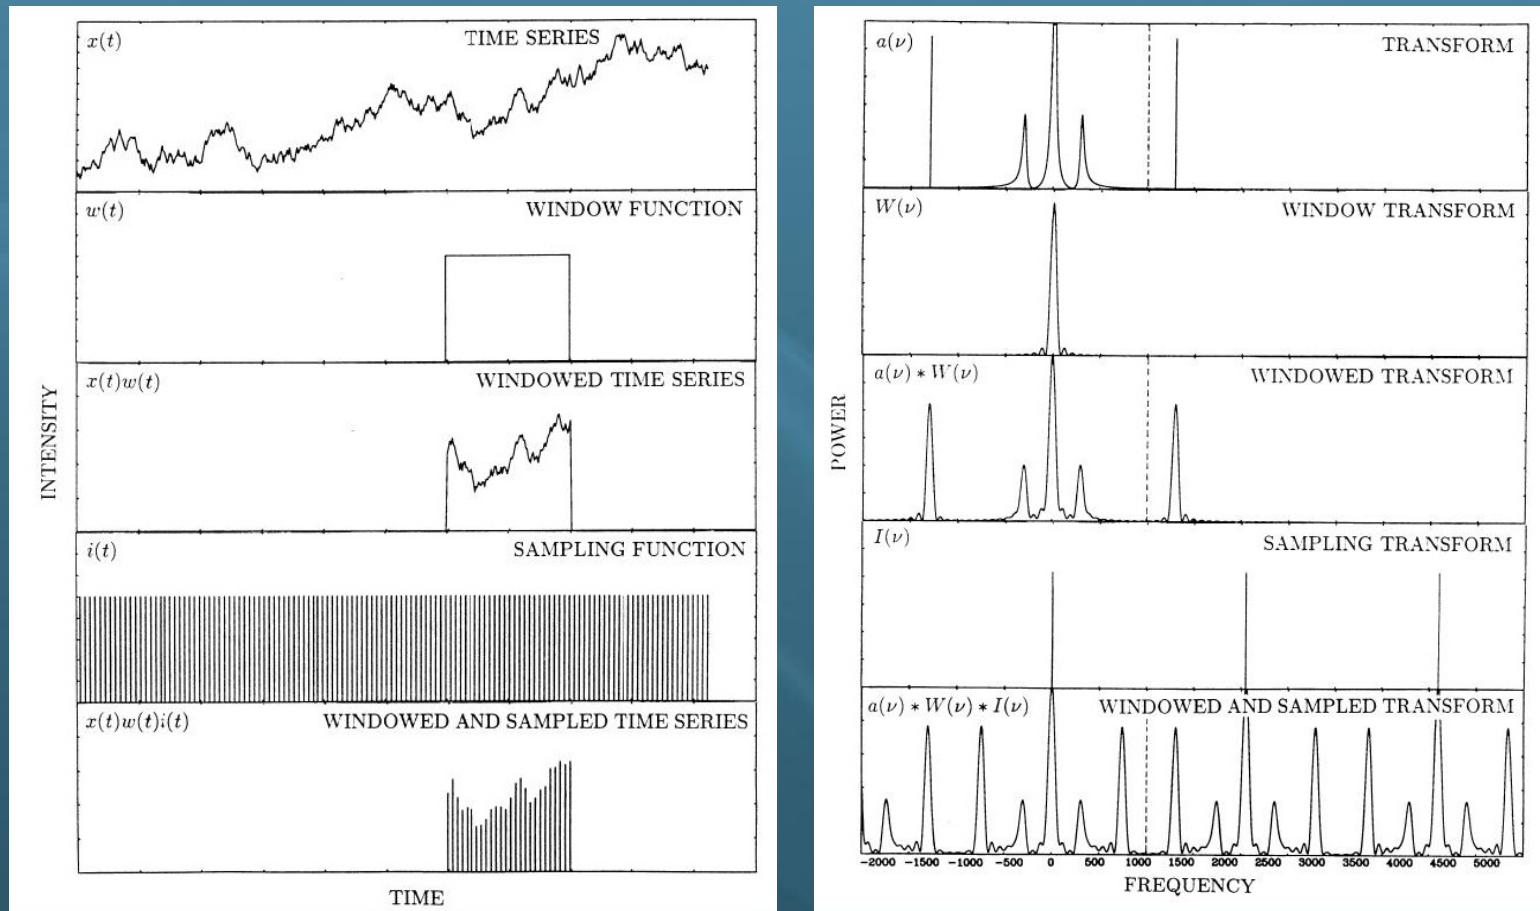 x(t)
TIME SERIES
w(t)
WINDOW FUNCTION
x(t)w(t)
WINDOWED TIME SERIES
INTENSITY
i(t)
SAMPLING FUNCTION
x(t)w(t)i(t)
WINDOWED AND SAMPLED TIME SERIES
TIME
a(ν)
TRANSFORM
W(ν)
WINDOW TRANSFORM
a(ν) * W(ν)
WINDOWED TRANSFORM
POWER
I(ν)
SAMPLING TRANSFORM
a(ν) * W(ν) * I(ν)
WINDOWED AND SAMPLED TRANSFORM
-2000 -1500 -1000 -500 0 500 1000 1500 2000 2500 3000 3500 4000 4500 5000
FREQUENCY